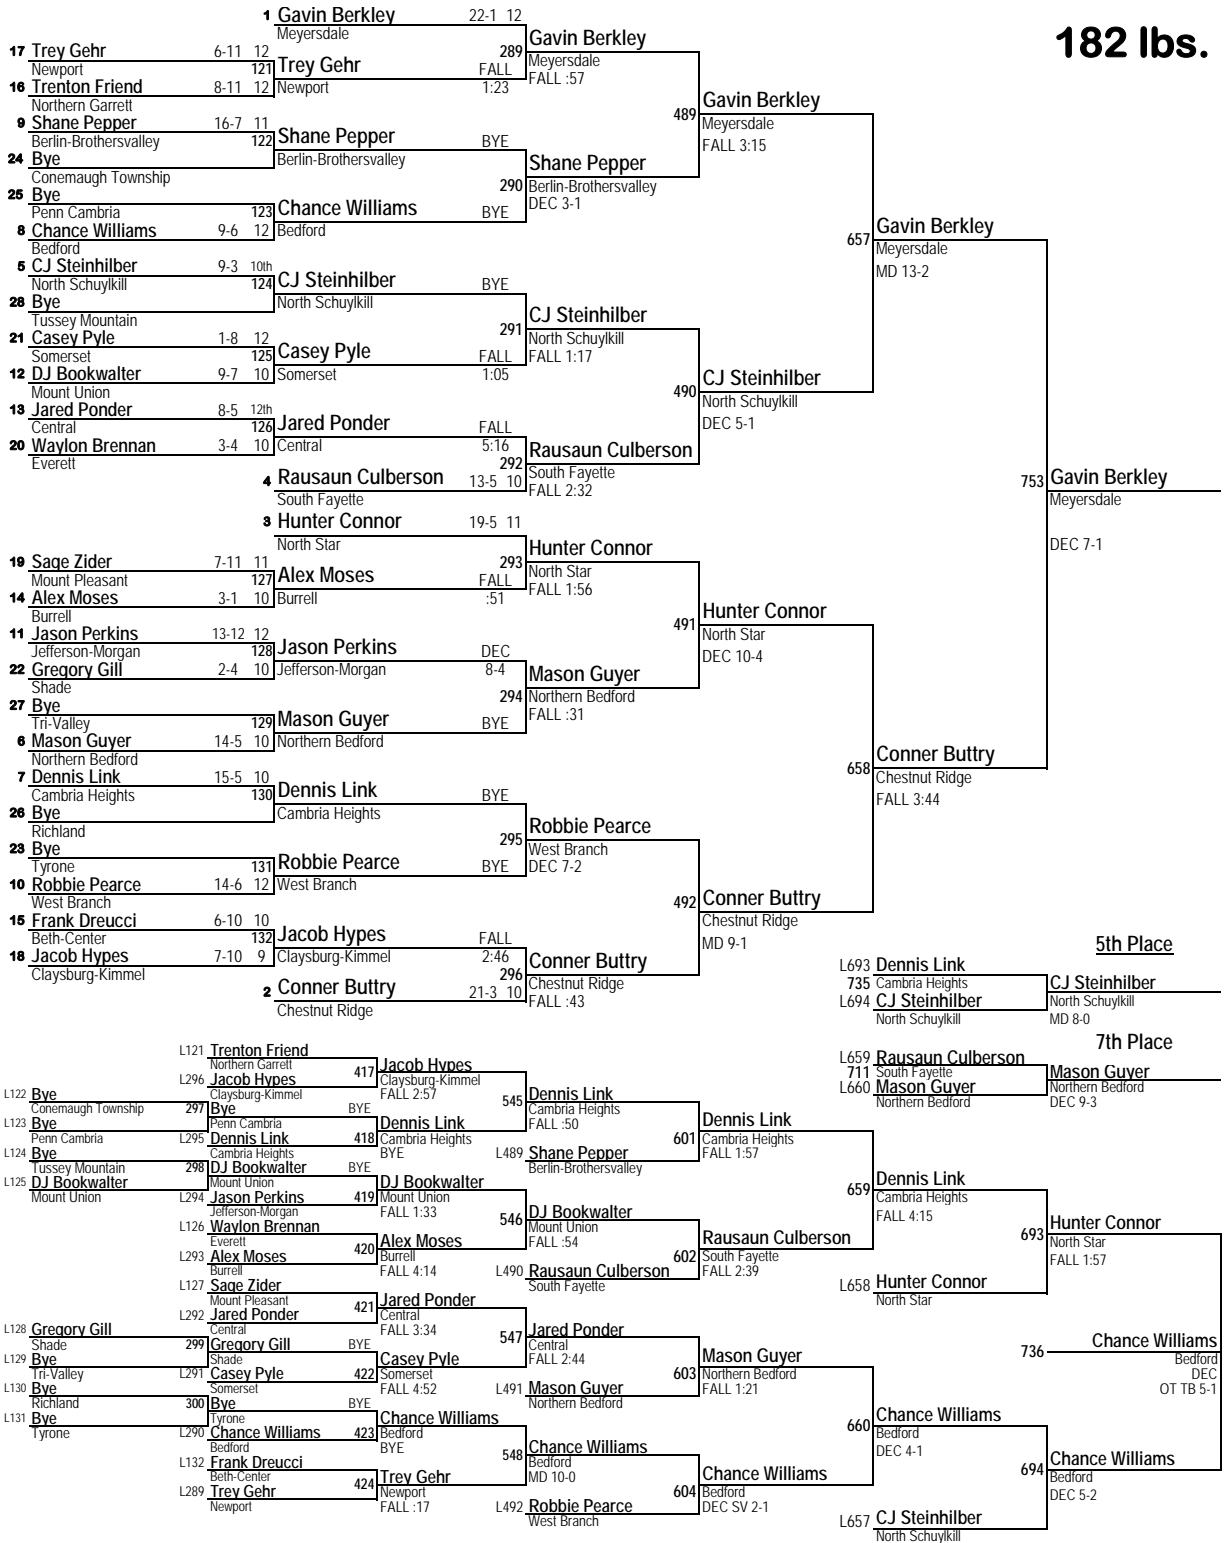 182 lbs.
1 Gavin Berkley 22-1 12
Meyersdale
17 Trey Gehr 6-11 12
Newport
121
16 Trenton Friend 8-11 12
Northern Garrett
9 Shane Pepper 16-7 11
Berlin-Brothersvalley
122
24 Bye
Conemaugh Township
25 Bye
Penn Cambria
123
8 Chance Williams 9-6 12
Bedford
5 CJ Steinhilber 9-3 10th
North Schuylkill
124
28 Bye
Tussey Mountain
21 Casey Pyle 1-8 12
Somerset
125
12 DJ Bookwalter 9-7 10
Mount Union
13 Jared Ponder 8-5 12th
Central
126
20 Waylon Brennan 3-4 10
Everett
19 Sage Zider 7-11 11
Mount Pleasant
127
14 Alex Moses 3-1 10
Burrell
11 Jason Perkins 13-12 12
Jefferson-Morgan
128
22 Gregory Gill 2-4 10
Shade
27 Bye
Tri-Valley
129
6 Mason Guyer 14-5 10
Northern Bedford
7 Dennis Link 15-5 10
Cambria Heights
130
26 Bye
Richland
23 Bye
Tyrone
131
10 Robbie Pearce 14-6 12
West Branch
15 Frank Dreucci 6-10 10
Beth-Center
132
18 Jacob Hypes 7-10 9
Claysburg-Kimmel
Trey Gehr FALL
Newport 1:23
289
Shane Pepper BYE
Berlin-Brothersvalley
290
Chance Williams BYE
Bedford
CJ Steinhilber BYE
North Schuylkill
291
Casey Pyle FALL
Somerset 1:05
Jared Ponder FALL
Central 5:16
292
4 Rausaun Culberson 13-5 10
South Fayette
3 Hunter Connor 19-5 11
North Star
293
Alex Moses FALL
Burrell :51
Jason Perkins DEC
Jefferson-Morgan 8-4
294
Mason Guyer BYE
Northern Bedford
Dennis Link BYE
Cambria Heights
295
Robbie Pearce BYE
West Branch
Jacob Hypes FALL
Claysburg-Kimmel 2:46
296
2 Conner Buttry 21-3 10
Chestnut Ridge
Gavin Berkley
Meyersdale
FALL :57
489
Shane Pepper
Berlin-Brothersvalley
DEC 3-1
CJ Steinhilber
North Schuylkill
FALL 1:17
490
Rausaun Culberson
South Fayette
FALL 2:32
Hunter Connor
North Star
FALL 1:56
491
Mason Guyer
Northern Bedford
FALL :31
Robbie Pearce
West Branch
DEC 7-2
492
Conner Buttry
Chestnut Ridge
FALL :43
Gavin Berkley
Meyersdale
FALL 3:15
657
CJ Steinhilber
North Schuylkill
DEC 5-1
Hunter Connor
North Star
DEC 10-4
658
Conner Buttry
Chestnut Ridge
MD 9-1
Gavin Berkley
Meyersdale
MD 13-2
753
Conner Buttry
Chestnut Ridge
FALL 3:44
Gavin Berkley
Meyersdale
DEC 7-1
5th Place
L693 Dennis Link
735 Cambria Heights
L694 CJ Steinhilber
North Schuylkill
CJ Steinhilber
North Schuylkill
MD 8-0
7th Place
L659 Rausaun Culberson
711 South Fayette
L660 Mason Guyer
Northern Bedford
Mason Guyer
Northern Bedford
DEC 9-3
L122 Bye
Conemaugh Township
297
L123 Bye
Penn Cambria
L124 Bye
Tussey Mountain
298
L125 DJ Bookwalter
Mount Union
L128 Gregory Gill
Shade
299
L129 Bye
Tri-Valley
L130 Bye
Richland
300
L131 Bye
Tyrone
L121 Trenton Friend
Northern Garrett
417
L296 Jacob Hypes
Claysburg-Kimmel
Bye BYE
Penn Cambria
418
L295 Dennis Link
Cambria Heights
DJ Bookwalter BYE
Mount Union
419
L294 Jason Perkins
Jefferson-Morgan
L126 Waylon Brennan
Everett
420
L293 Alex Moses
Burrell
L127 Sage Zider
Mount Pleasant
421
L292 Jared Ponder
Central
Gregory Gill BYE
Shade
422
L291 Casey Pyle
Somerset
Bye BYE
Tyrone
423
L290 Chance Williams
Bedford
L132 Frank Dreucci
Beth-Center
424
L289 Trey Gehr
Newport
Jacob Hypes
Claysburg-Kimmel
FALL 2:57
545
Dennis Link
Cambria Heights
BYE
DJ Bookwalter
Mount Union
FALL 1:33
546
Alex Moses
Burrell
FALL 4:14
Jared Ponder
Central
FALL 3:34
547
Casey Pyle
Somerset
FALL 4:52
Chance Williams
Bedford
BYE
548
Trey Gehr
Newport
FALL :17
Dennis Link
Cambria Heights
FALL :50
601
L489 Shane Pepper
Berlin-Brothersvalley
DJ Bookwalter
Mount Union
FALL :54
602
L490 Rausaun Culberson
South Fayette
Jared Ponder
Central
FALL 2:44
603
L491 Mason Guyer
Northern Bedford
Chance Williams
Bedford
MD 10-0
604
L492 Robbie Pearce
West Branch
Dennis Link
Cambria Heights
FALL 1:57
659
Rausaun Culberson
South Fayette
FALL 2:39
Mason Guyer
Northern Bedford
FALL 1:21
660
Chance Williams
Bedford
DEC SV 2-1
Dennis Link
Cambria Heights
FALL 4:15
693
L658 Hunter Connor
North Star
Chance Williams
Bedford
DEC 4-1
694
L657 CJ Steinhilber
North Schuylkill
Hunter Connor
North Star
FALL 1:57
736
Chance Williams
Bedford
DEC
OT TB 5-1
Chance Williams
Bedford
DEC 5-2